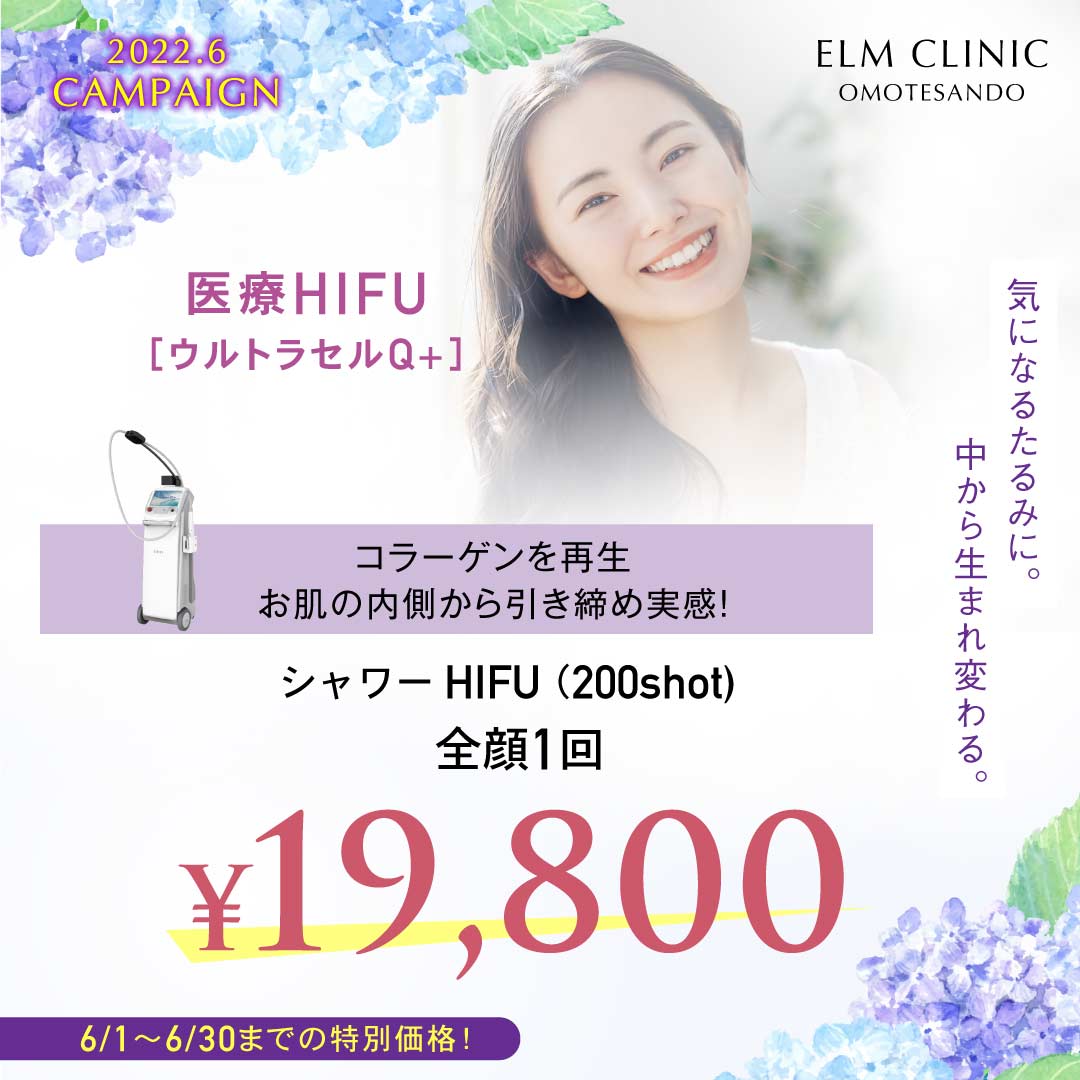 2022.6
CAMPAIGN
ELM CLINIC
OMOTESANDO
医療HIFU
[ウルトラセルQ+]
気になるたるみに。
中から生まれ変わる。
コラーゲンを再生
お肌の内側から引き締め実感!
シャワー HIFU (200shot)
全顔1回
¥19,800
6/1〜6/30までの特別価格!